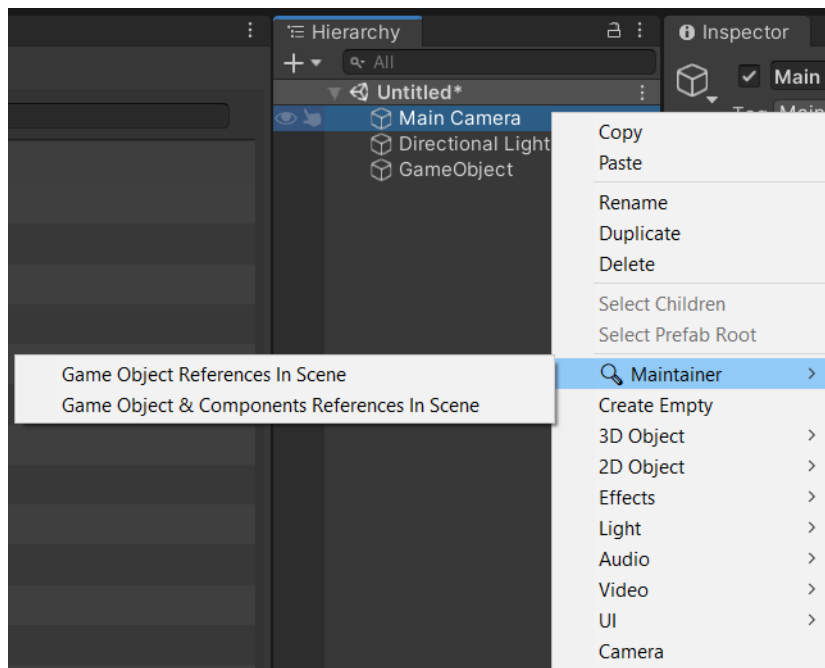 Hierarchy
Inspector
All
Untitled*
Main
Main Camera
Directional Light
GameObject
Copy
Paste
Rename
Duplicate
Delete
Select Children
Select Prefab Root
Game Object References In Scene
Game Object & Components References In Scene
Maintainer
Create Empty
3D Object
2D Object
Effects
Light
Audio
Video
UI
Camera